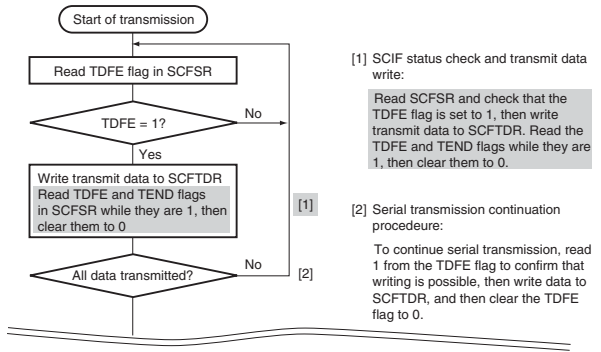 Start of transmission
Read TDFE flag in SCFSR
TDFE = 1?
No
Yes
Write transmit data to SCFTDR
Read TDFE and TEND flags
in SCFSR while they are 1, then
clear them to 0
[1]
All data transmitted?
No
[2]
[1] SCIF status check and transmit data
write:
Read SCFSR and check that the
TDFE flag is set to 1, then write
transmit data to SCFTDR. Read the
TDFE and TEND flags while they are
1, then clear them to 0.
[2] Serial transmission continuation
procedeure:
To continue serial transmission, read
1 from the TDFE flag to confirm that
writing is possible, then write data to
SCFTDR, and then clear the TDFE
flag to 0.